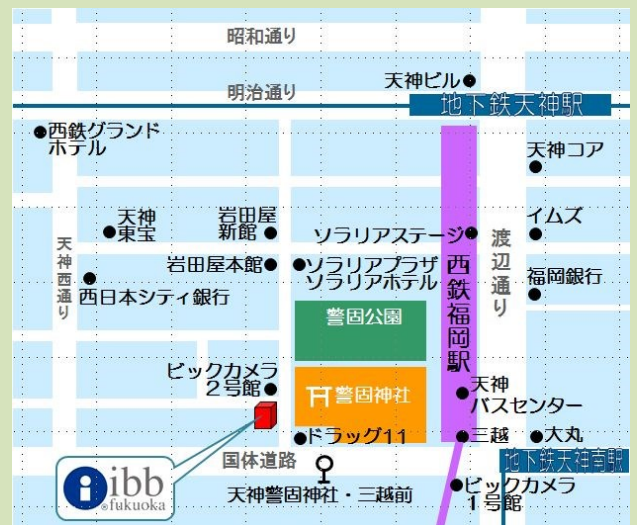 昭和通り
天神ビル
明治通り
地下鉄天神駅
西鉄グランド
ホテル
天神コア
天神
東宝
岩田屋
新館
ソラリアステージ
イムズ
渡辺通り
天神西通り
岩田屋本館
ソラリアプラザ
ソラリアホテル
西鉄福岡駅
福岡銀行
西日本シティ銀行
警固公園
ビックカメラ
2号館
警固神社
天神
バスセンター
ドラッグ11
三越
大丸
国体道路
地下鉄天神南駅
ibb
fukuoka
天神警固神社・三越前
ビックカメラ
1号館